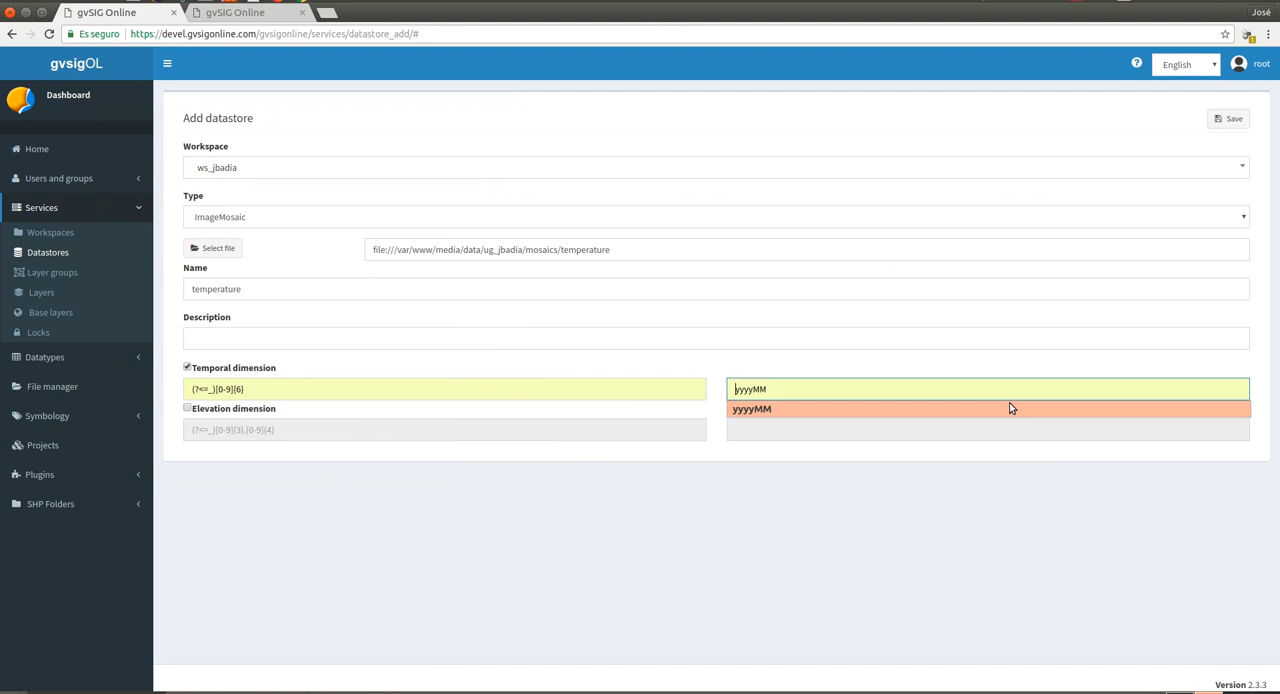 gvSIG Online
gvSIG Online
José
Es seguro
https://devel.gvsigonline.com/gvsigonline/services/datastore_add/#
gvsigOL
English
root
Dashboard
Home
Users and groups
Services
Workspaces
Datastores
Layer groups
Layers
Base layers
Locks
Datatypes
File manager
Symbology
Projects
Plugins
SHP Folders
Add datastore
Save
Workspace
ws_jbadia
Type
ImageMosaic
Select file
file:///var/www/media/data/ug_jbadia/mosaics/temperature
Name
temperature
Description
Temporal dimension
(?<=_)[0-9]{6}
yyyyMM
yyyyMM
Elevation dimension
(?<=_)[0-9]{3}.[0-9]{4}
Version 2.3.3